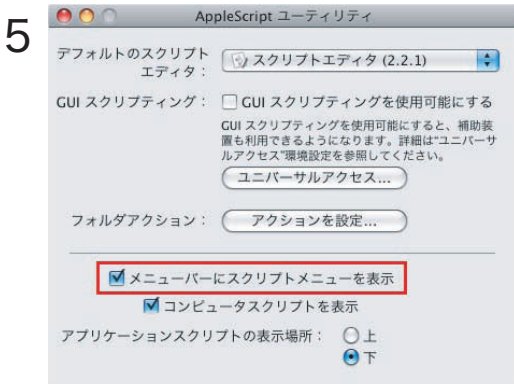 5
AppleScript ユーティリティ
デフォルトのスクリプト
エディタ：
スクリプトエディタ (2.2.1)
GUI スクリプティング：
GUI スクリプティングを使用可能にする
GUI スクリプティングを使用可能にすると、補助装
置も利用できるようになります。詳細は“ユニバーサ
ルアクセス”環境設定を参照してください。
ユニバーサルアクセス...
フォルダアクション：
アクションを設定...
メニューバーにスクリプトメニューを表示
コンピュータスクリプトを表示
アプリケーションスクリプトの表示場所：
上
下